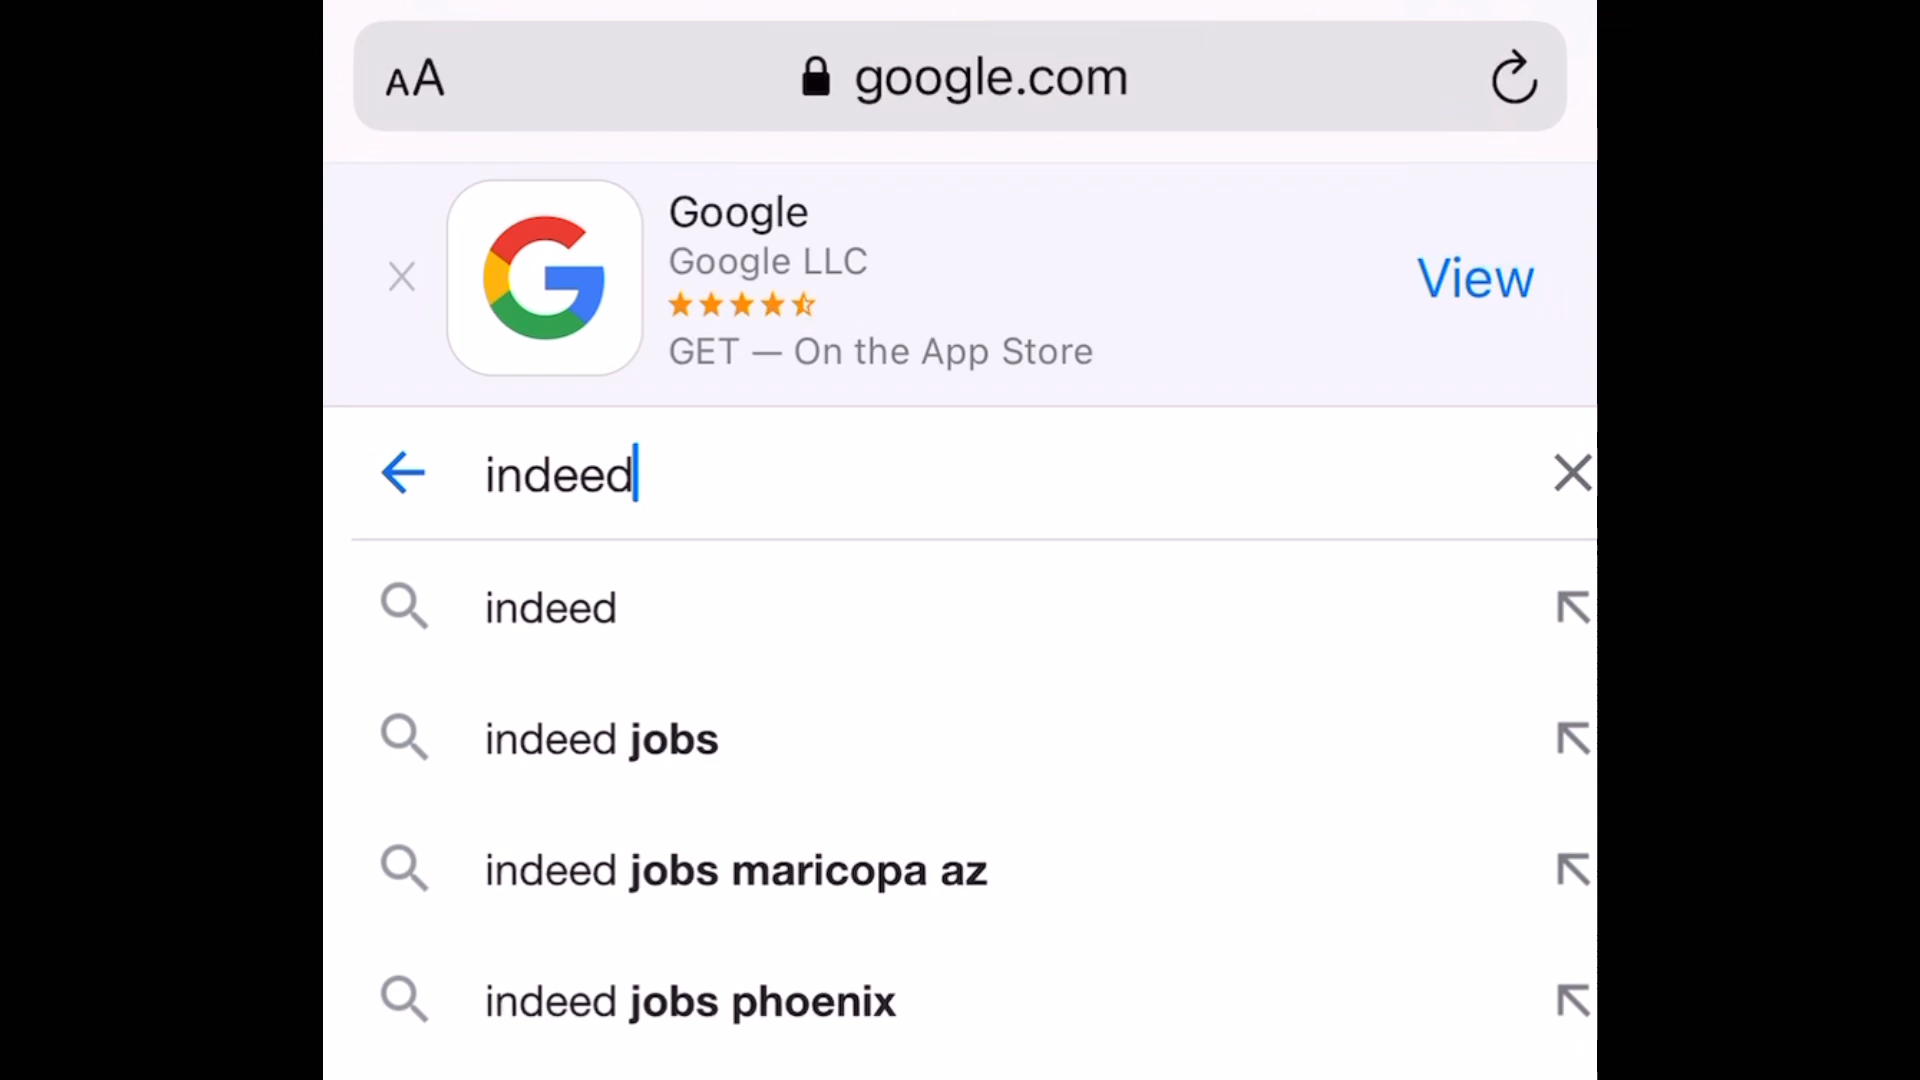 AA google.com
Google
Google LLC
GET — On the App Store
View
indeed
indeed
indeed jobs
indeed jobs maricopa az
indeed jobs phoenix